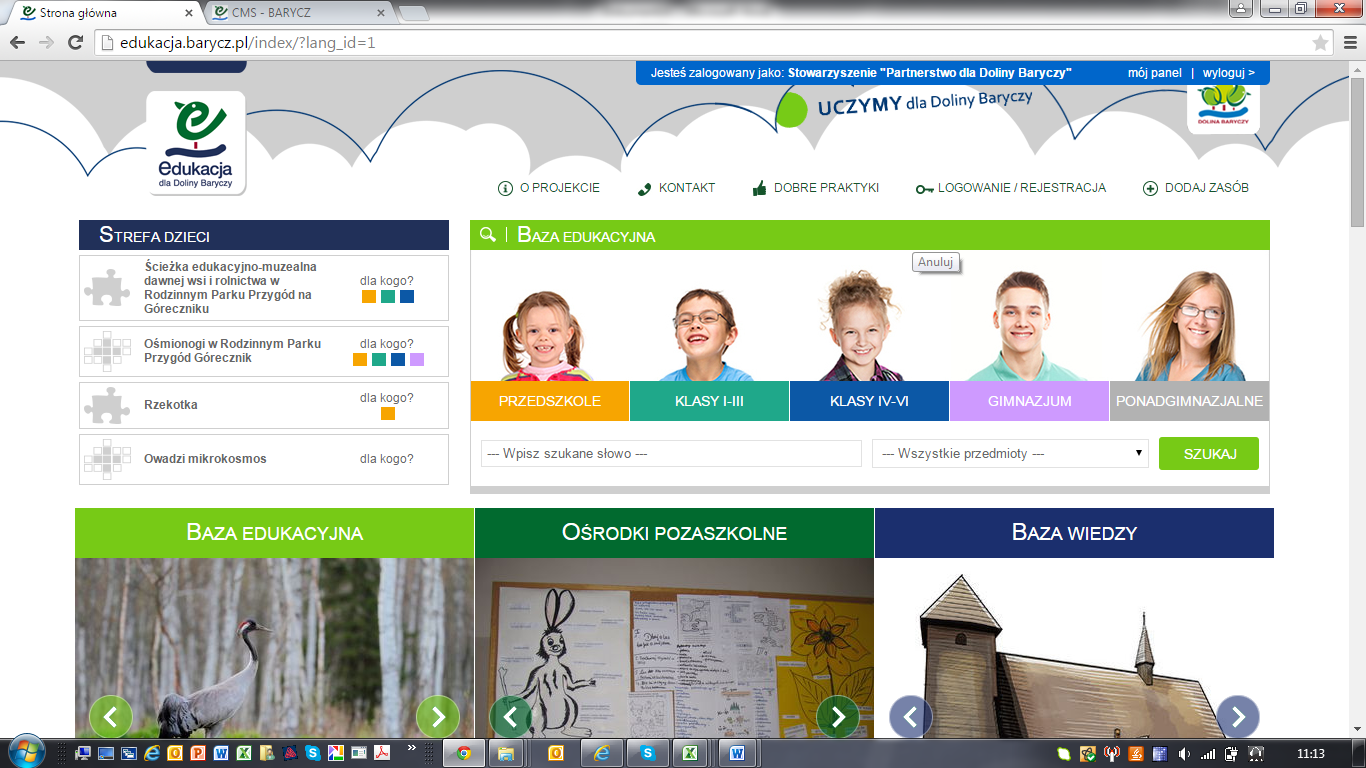 Strona główna
CMS - BARYCZ
edukacja.barycz.pl/index/?lang_id=1
Jesteś zalogowany jako: Stowarzyszenie "Partnerstwo dla Doliny Baryczy"
mój panel | wyloguj >
UCZYMY dla Doliny Baryczy
DOLINA BARYCZY
edukacja
dla Doliny Baryczy
O PROJEKCIE
KONTAKT
DOBRE PRAKTYKI
LOGOWANIE / REJESTRACJA
DODAJ ZASÓB
STREFA DZIECI
Ścieżka edukacyjno-muzealna
dawnej wsi i rolnictwa w
Rodzinnym Parku Przygód na
Góreczniku
dla kogo?
Ośmionogi w Rodzinnym Parku
Przygód Górecznik
dla kogo?
Rzekotka
dla kogo?
Owadzi mikrokosmos
dla kogo?
BAZA EDUKACYJNA
Anuluj
PRZEDSZKOLE
KLASY I-III
KLASY IV-VI
GIMNAZJUM
PONADGIMNAZJALNE
--- Wpisz szukane słowo ---
--- Wszystkie przedmioty ---
SZUKAJ
BAZA EDUKACYJNA
OŚRODKI POZASZKOLNE
BAZA WIEDZY
11:13